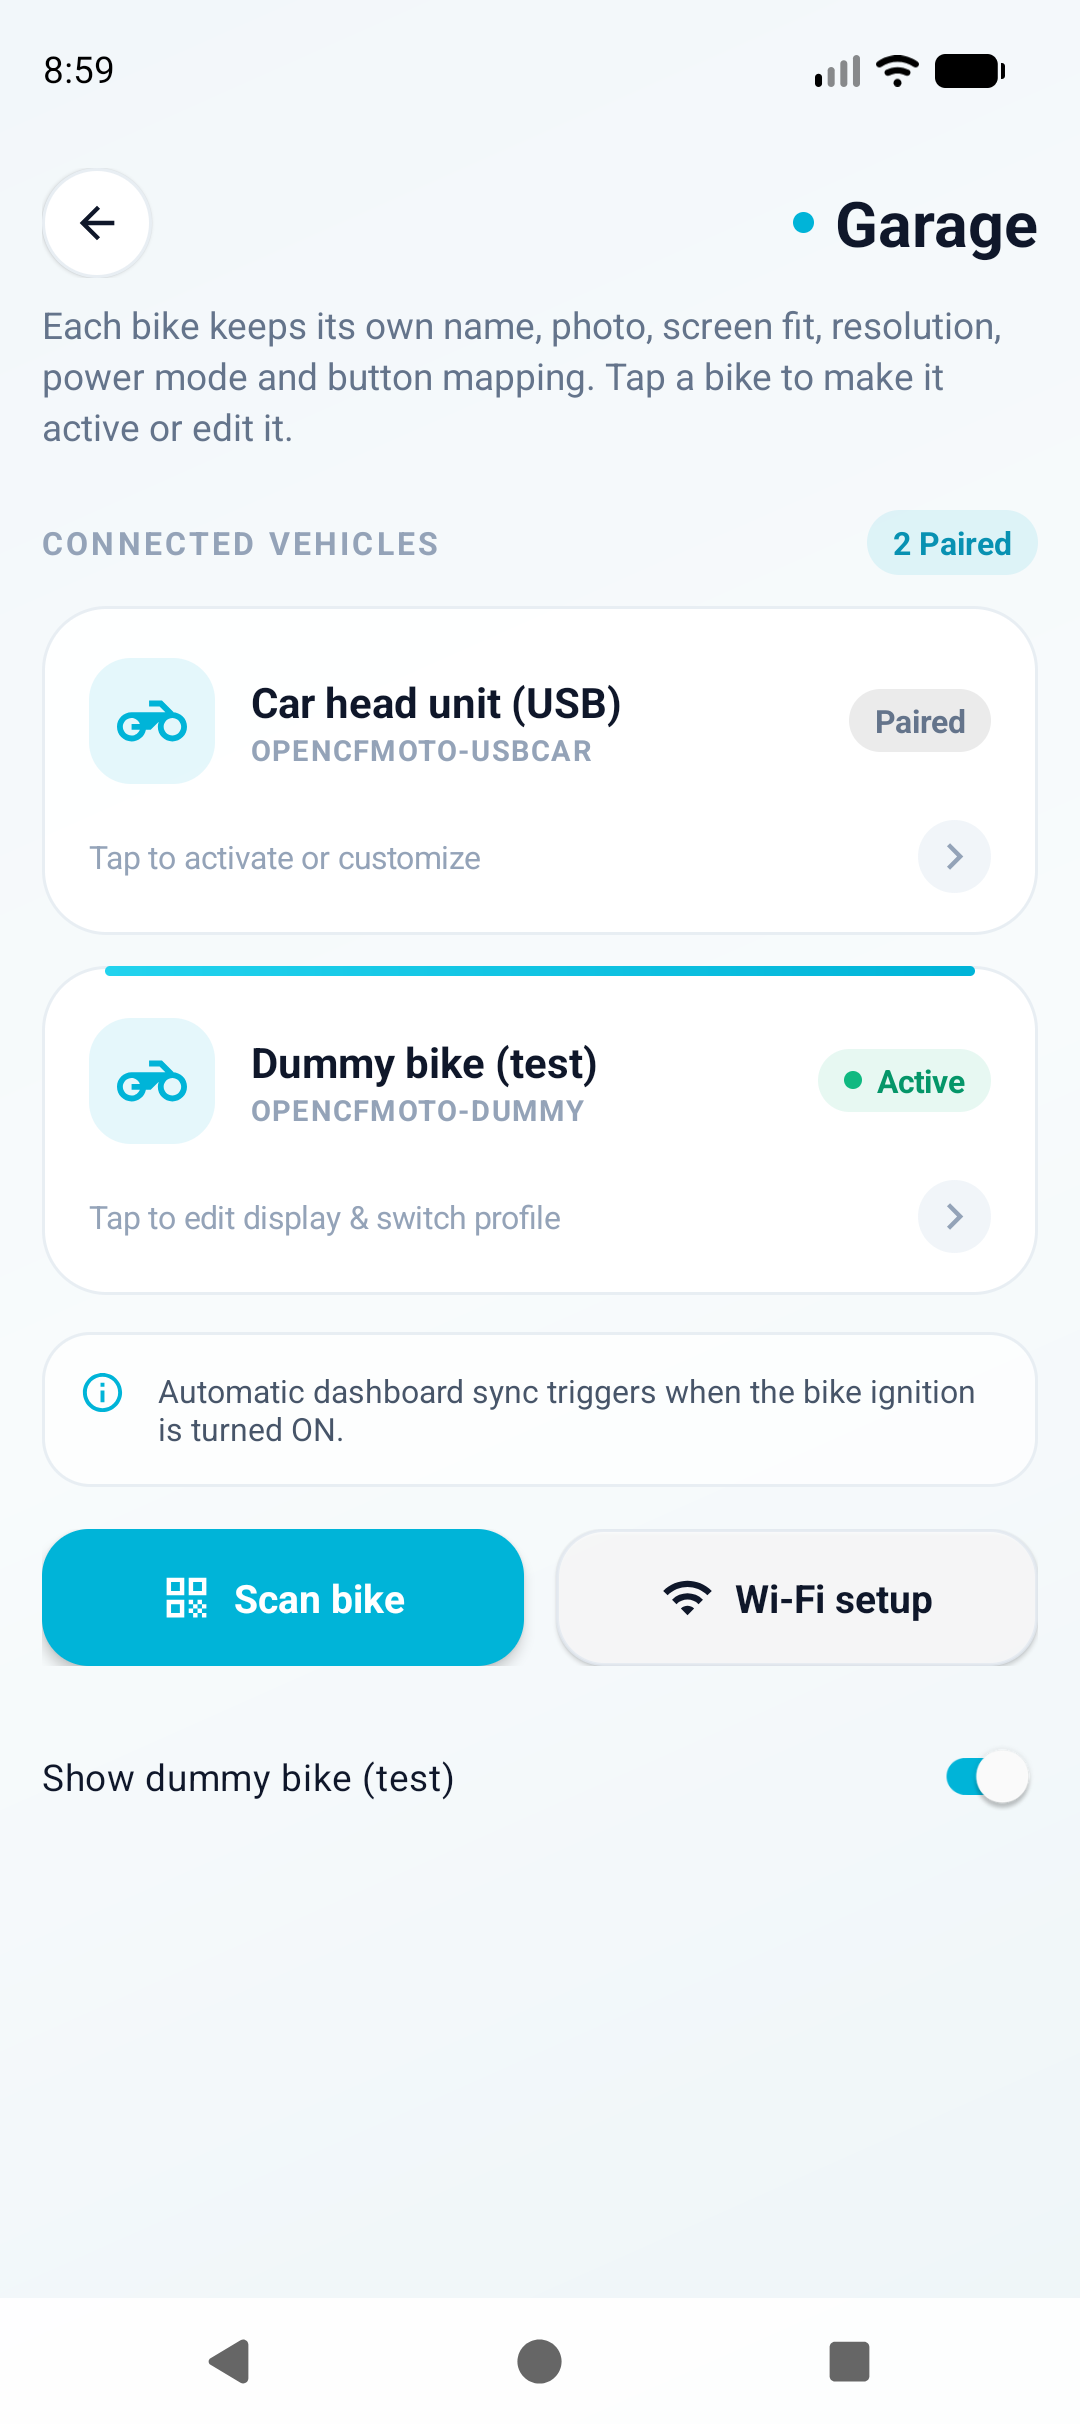 8:59
Garage
Each bike keeps its own name, photo, screen fit, resolution,
power mode and button mapping. Tap a bike to make it
active or edit it.
CONNECTED VEHICLES
2 Paired
Car head unit (USB)
OPENCFMOTO-USBCAR
Paired
Tap to activate or customize
Dummy bike (test)
OPENCFMOTO-DUMMY
Active
Tap to edit display & switch profile
Automatic dashboard sync triggers when the bike ignition
is turned ON.
Scan bike
Wi-Fi setup
Show dummy bike (test)